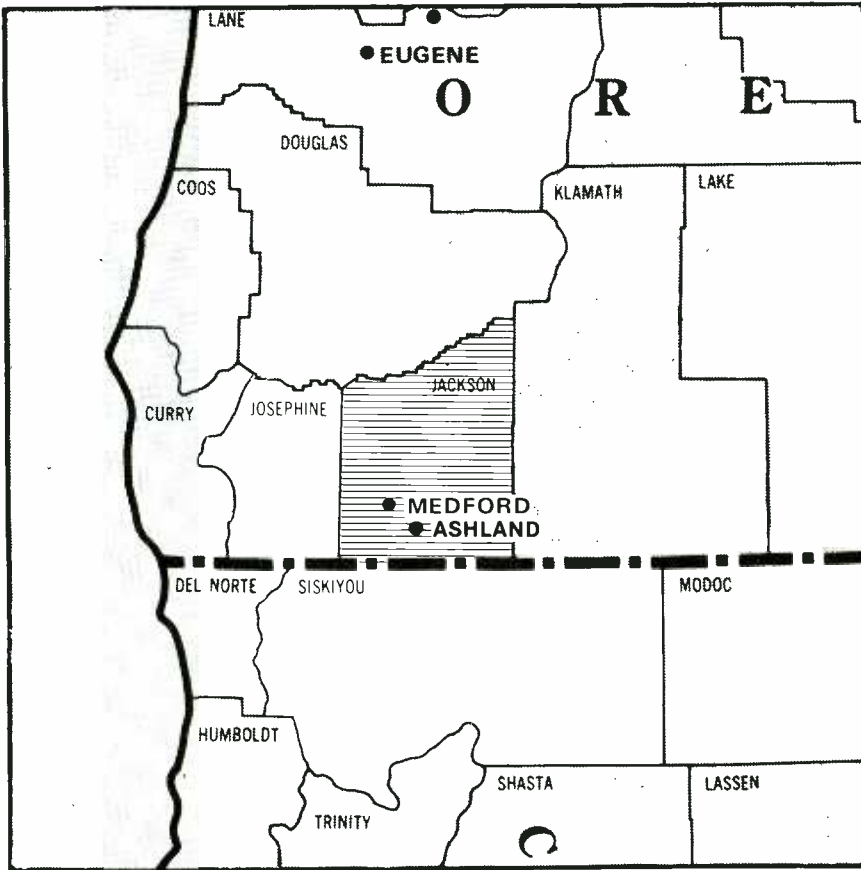 LANE
EUGENE
O R E
DOUGLAS
COOS
KLAMATH
LAKE
JACKSON
CURRY
JOSEPHINE
MEDFORD
ASHLAND
DEL NORTE
SISKIYOU
MODOC
HUMBOLDT
SHASTA
LASSEN
TRINITY
C